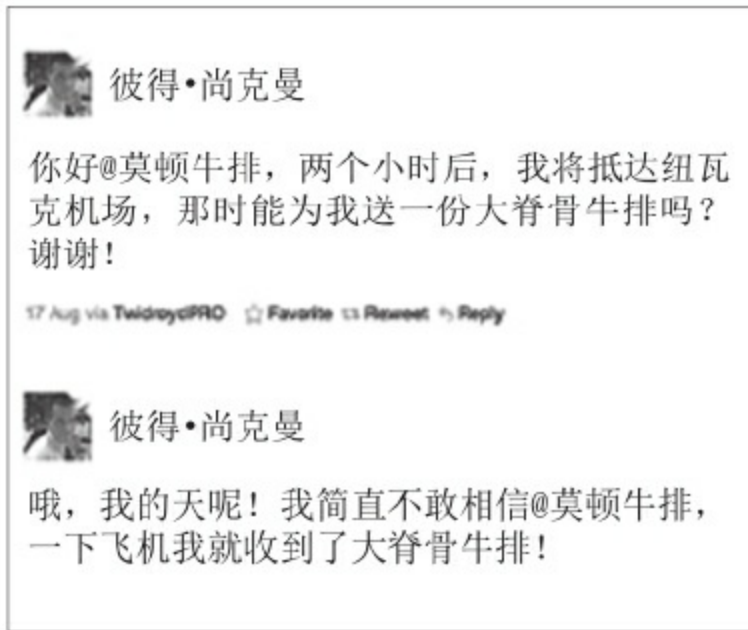 彼得•尚克曼
你好@莫顿牛排，两个小时后，我将抵达纽瓦
克机场，那时能为我送一份大脊骨牛排吗？
谢谢！
17 Aug via TwidroydPRO Favorite Retweet Reply
彼得•尚克曼
哦，我的天呢！我简直不敢相信@莫顿牛排，
一下飞机我就收到了大脊骨牛排！